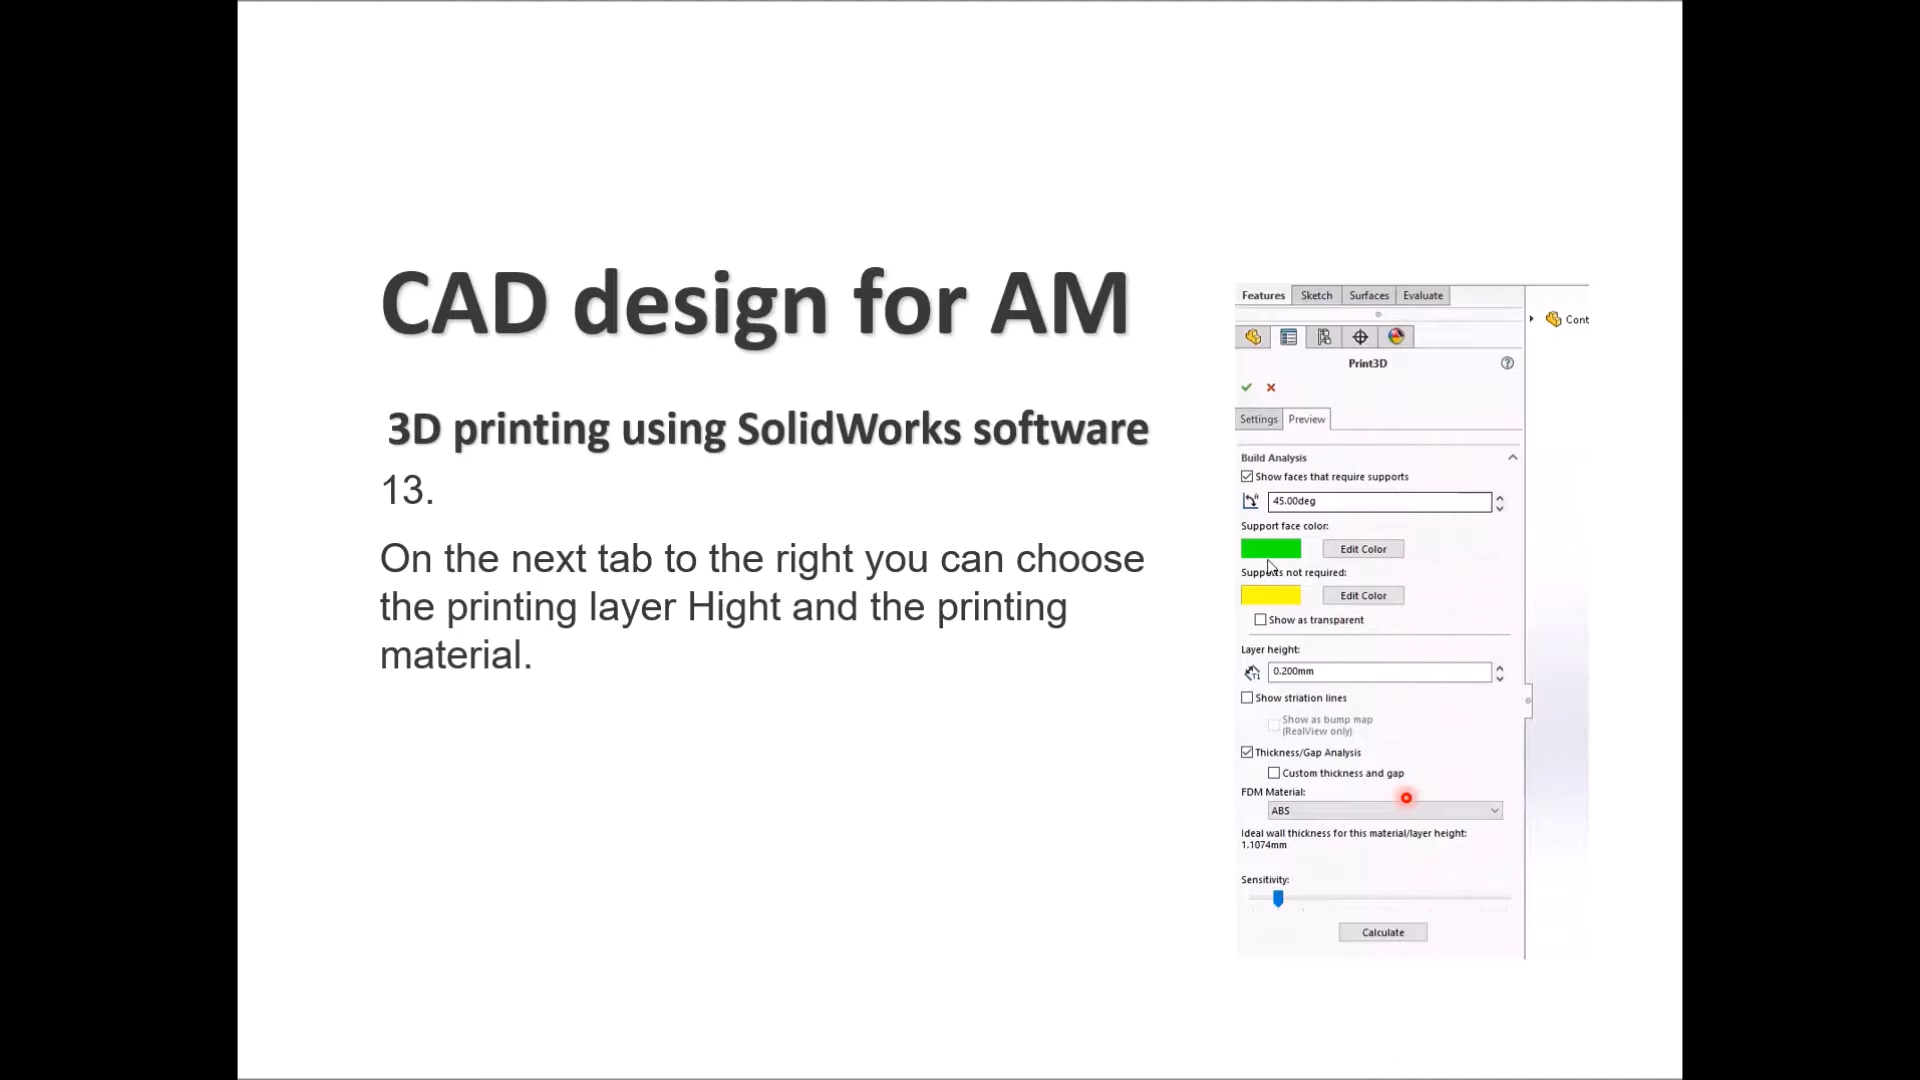 CAD design for AM
3D printing using SolidWorks software
13.
On the next tab to the right you can choose
the printing layer Hight and the printing
material.
Features Sketch Surfaces Evaluate
Cont
Print3D
Settings Preview
Build Analysis
Show faces that require supports
45.00deg
Support face color:
Edit Color
Supports not required:
Edit Color
Show as transparent
Layer height:
0.200mm
Show striation lines
Show as bump map
(RealView only)
Thickness/Gap Analysis
Custom thickness and gap
FDM Material:
ABS
Ideal wall thickness for this material/layer height:
1.1074mm
Sensitivity:
Calculate